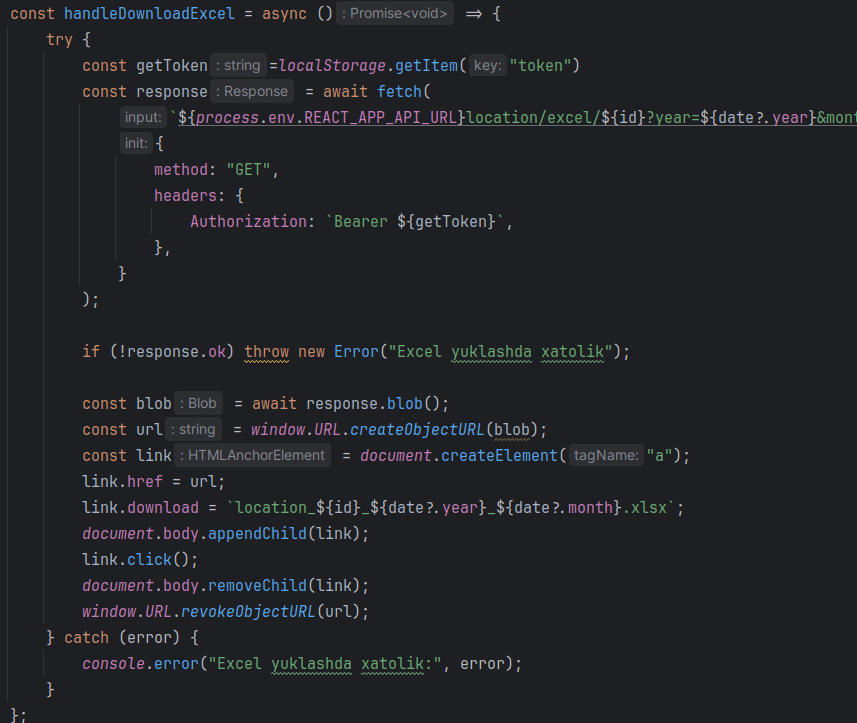 const handleDownloadExcel = async () : Promise<void> => {
try {
const getToken : string =localStorage.getItem( key: "token")
const response : Response = await fetch(
input: `${process.env.REACT_APP_API_URL}location/excel/${id}?year=${date?.year}&mont
init: {
method: "GET",
headers: {
Authorization: `Bearer ${getToken}`,
},
}
);
if (!response.ok) throw new Error("Excel yuklashda xatolik");
const blob : Blob = await response.blob();
const url : string = window.URL.createObjectURL(blob);
const link : HTMLAnchorElement = document.createElement( tagName: "a");
link.href = url;
link.download = `location_${id}_${date?.year}_${date?.month}.xlsx`;
document.body.appendChild(link);
link.click();
document.body.removeChild(link);
window.URL.revokeObjectURL(url);
} catch (error) {
console.error("Excel yuklashda xatolik:", error);
}
};